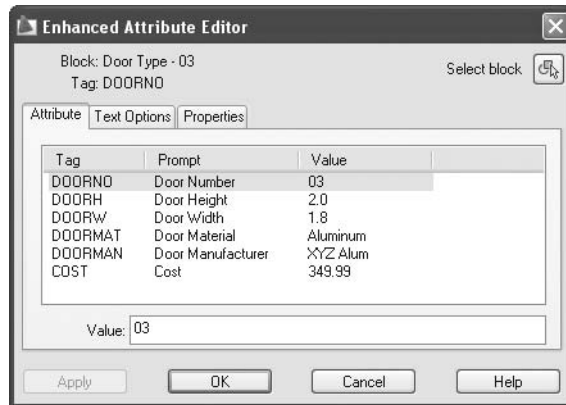 Enhanced Attribute Editor
Block: Door Type - 03
Tag: DOORNO
Select block
Attribute Text Options Properties
Tag Prompt Value
DOORNO Door Number 03
DOORH Door Height 2.0
DOORW Door Width 1.8
DOORMAT Door Material Aluminum
DOORMAN Door Manufacturer XYZ Alum
COST Cost 349.99
Value: 03
Apply OK Cancel Help